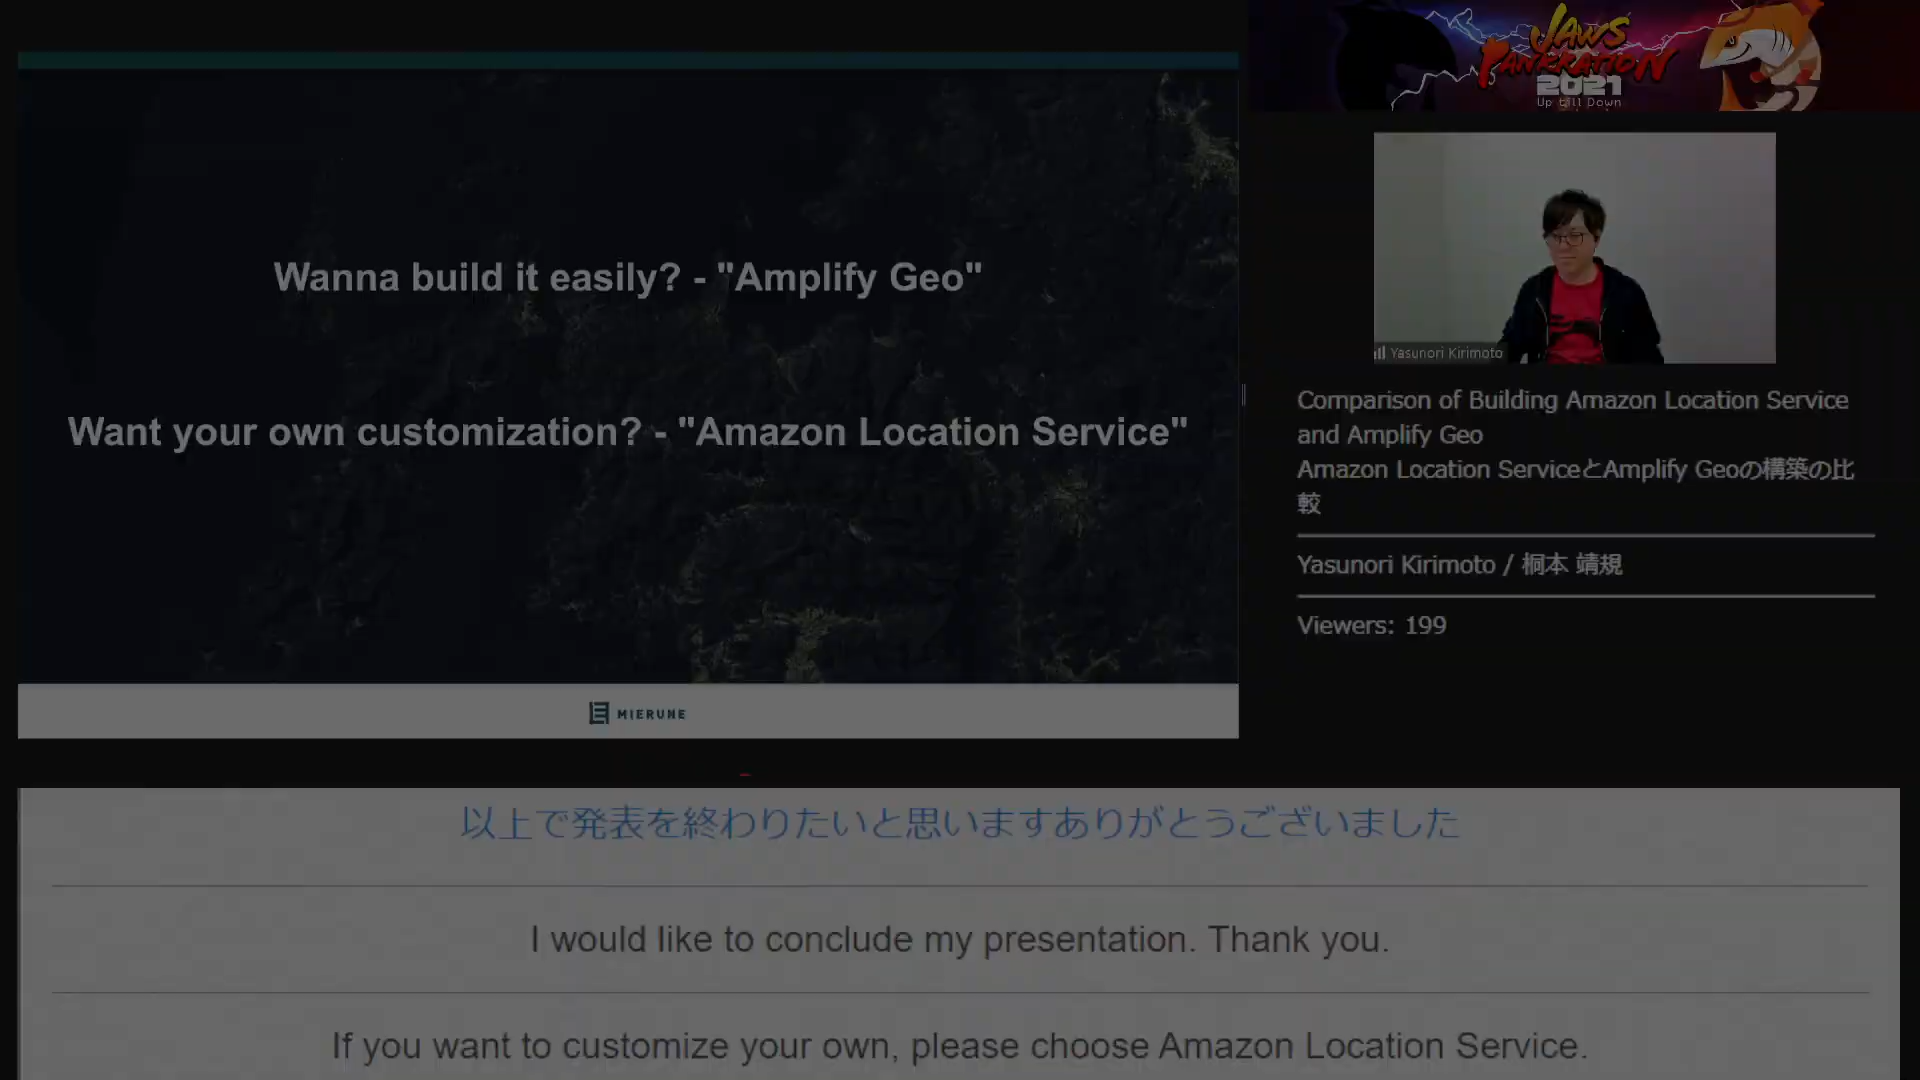 Wanna build it easily? - "Amplify Geo"
Want your own customization? - "Amazon Location Service"
MIERUNE
JAWS
PANKRATION
2021
Up till Down
Yasunori Kirimoto
Comparison of Building Amazon Location Service
and Amplify Geo
Amazon Location ServiceとAmplify Geoの構築の比
較
Yasunori Kirimoto / 桐本 靖規
Viewers: 199
以上で発表を終わりたいと思いますありがとうございました
I would like to conclude my presentation. Thank you.
If you want to customize your own, please choose Amazon Location Service.